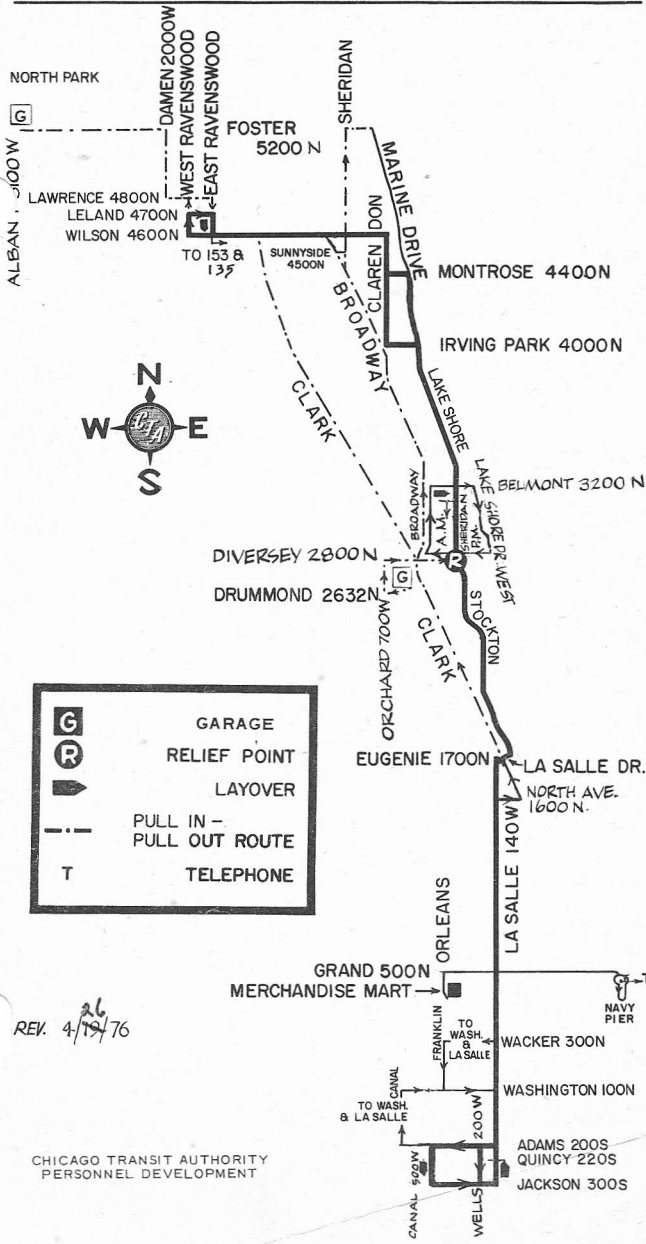 NORTH PARK
G
DAMEN 2000W
WEST RAVENSWOOD
EAST RAVENSWOOD
SHERIDAN
FOSTER
5200 N
MARINE DRIVE
LAWRENCE 4800N
LELAND 4700N
WILSON 4600N
TO 153 &
135
SUNNYSIDE
4500N
CLARENDON
BROADWAY
MONTROSE 4400N
IRVING PARK 4000N
CLARK
LAKE SHORE
N
W CTA E
S
BROADWAY
A.M.
SHERIDAN
P.M.
LAKE SHORE DR. WEST
BELMONT 3200 N
DIVERSEY 2800N
R
G
DRUMMOND 2632N
ORCHARD 700W
CLARK
STOCKTON
G GARAGE
R RELIEF POINT
LAYOVER
PULL IN -
PULL OUT ROUTE
T TELEPHONE
EUGENIE 1700N
LA SALLE DR.
NORTH AVE.
1600 N.
LA SALLE 140W
ORLEANS
GRAND 500N
MERCHANDISE MART
NAVY
PIER
REV. 4/19/76
26
FRANKLIN
TO
WASH.
&
LA SALLE
WACKER 300N
CANAL
TO WASH.
& LA SALLE
200W
WASHINGTON 100N
ADAMS 200S
QUINCY 220S
JACKSON 300S
CANAL 500W
WELLS
CHICAGO TRANSIT AUTHORITY
PERSONNEL DEVELOPMENT